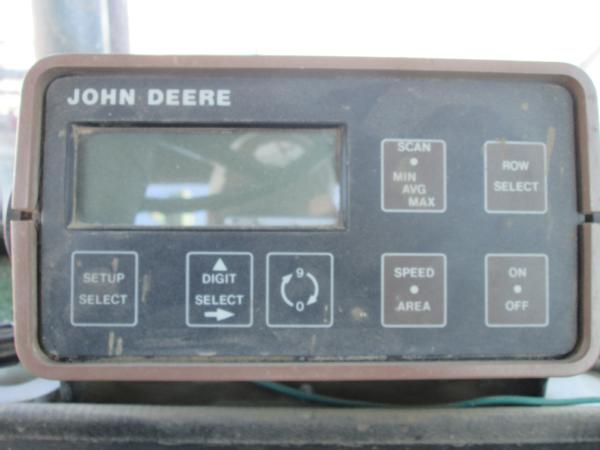 JOHN DEERE
SCAN
MIN
AVG
MAX
ROW
SELECT
SETUP
SELECT
DIGIT
SELECT
9
0
SPEED
AREA
ON
OFF